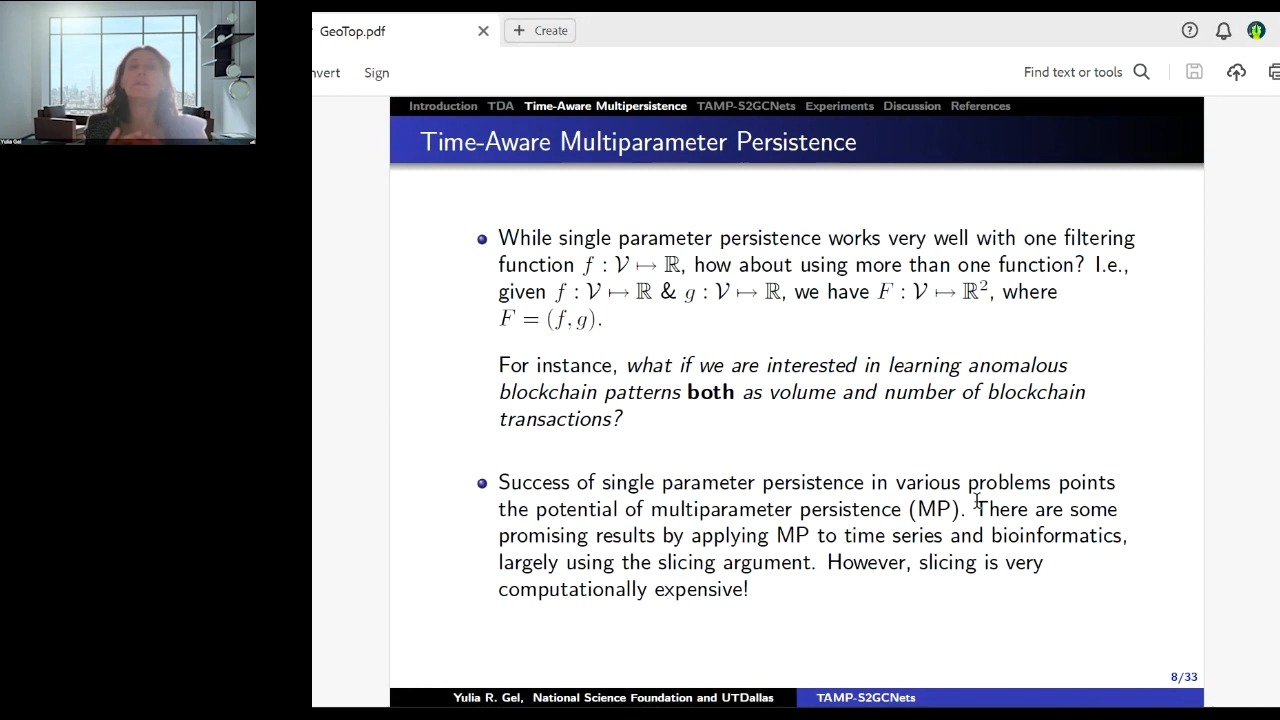 GeoTop.pdf
Create
nvert
Sign
Find text or tools
Yulia Gel
Introduction TDA Time-Aware Multipersistence TAMP-S2GCNets Experiments Discussion References
Time-Aware Multiparameter Persistence
While single parameter persistence works very well with one filtering
function f : 𝒱 ↦ ℝ, how about using more than one function? I.e.,
given f : 𝒱 ↦ ℝ & g : 𝒱 ↦ ℝ, we have F : 𝒱 ↦ ℝ², where
F = (f, g).
For instance, what if we are interested in learning anomalous
blockchain patterns both as volume and number of blockchain
transactions?
Success of single parameter persistence in various problems points
the potential of multiparameter persistence (MP). There are some
promising results by applying MP to time series and bioinformatics,
largely using the slicing argument. However, slicing is very
computationally expensive!
8/33
Yulia R. Gel, National Science Foundation and UTDallas
TAMP-S2GCNets